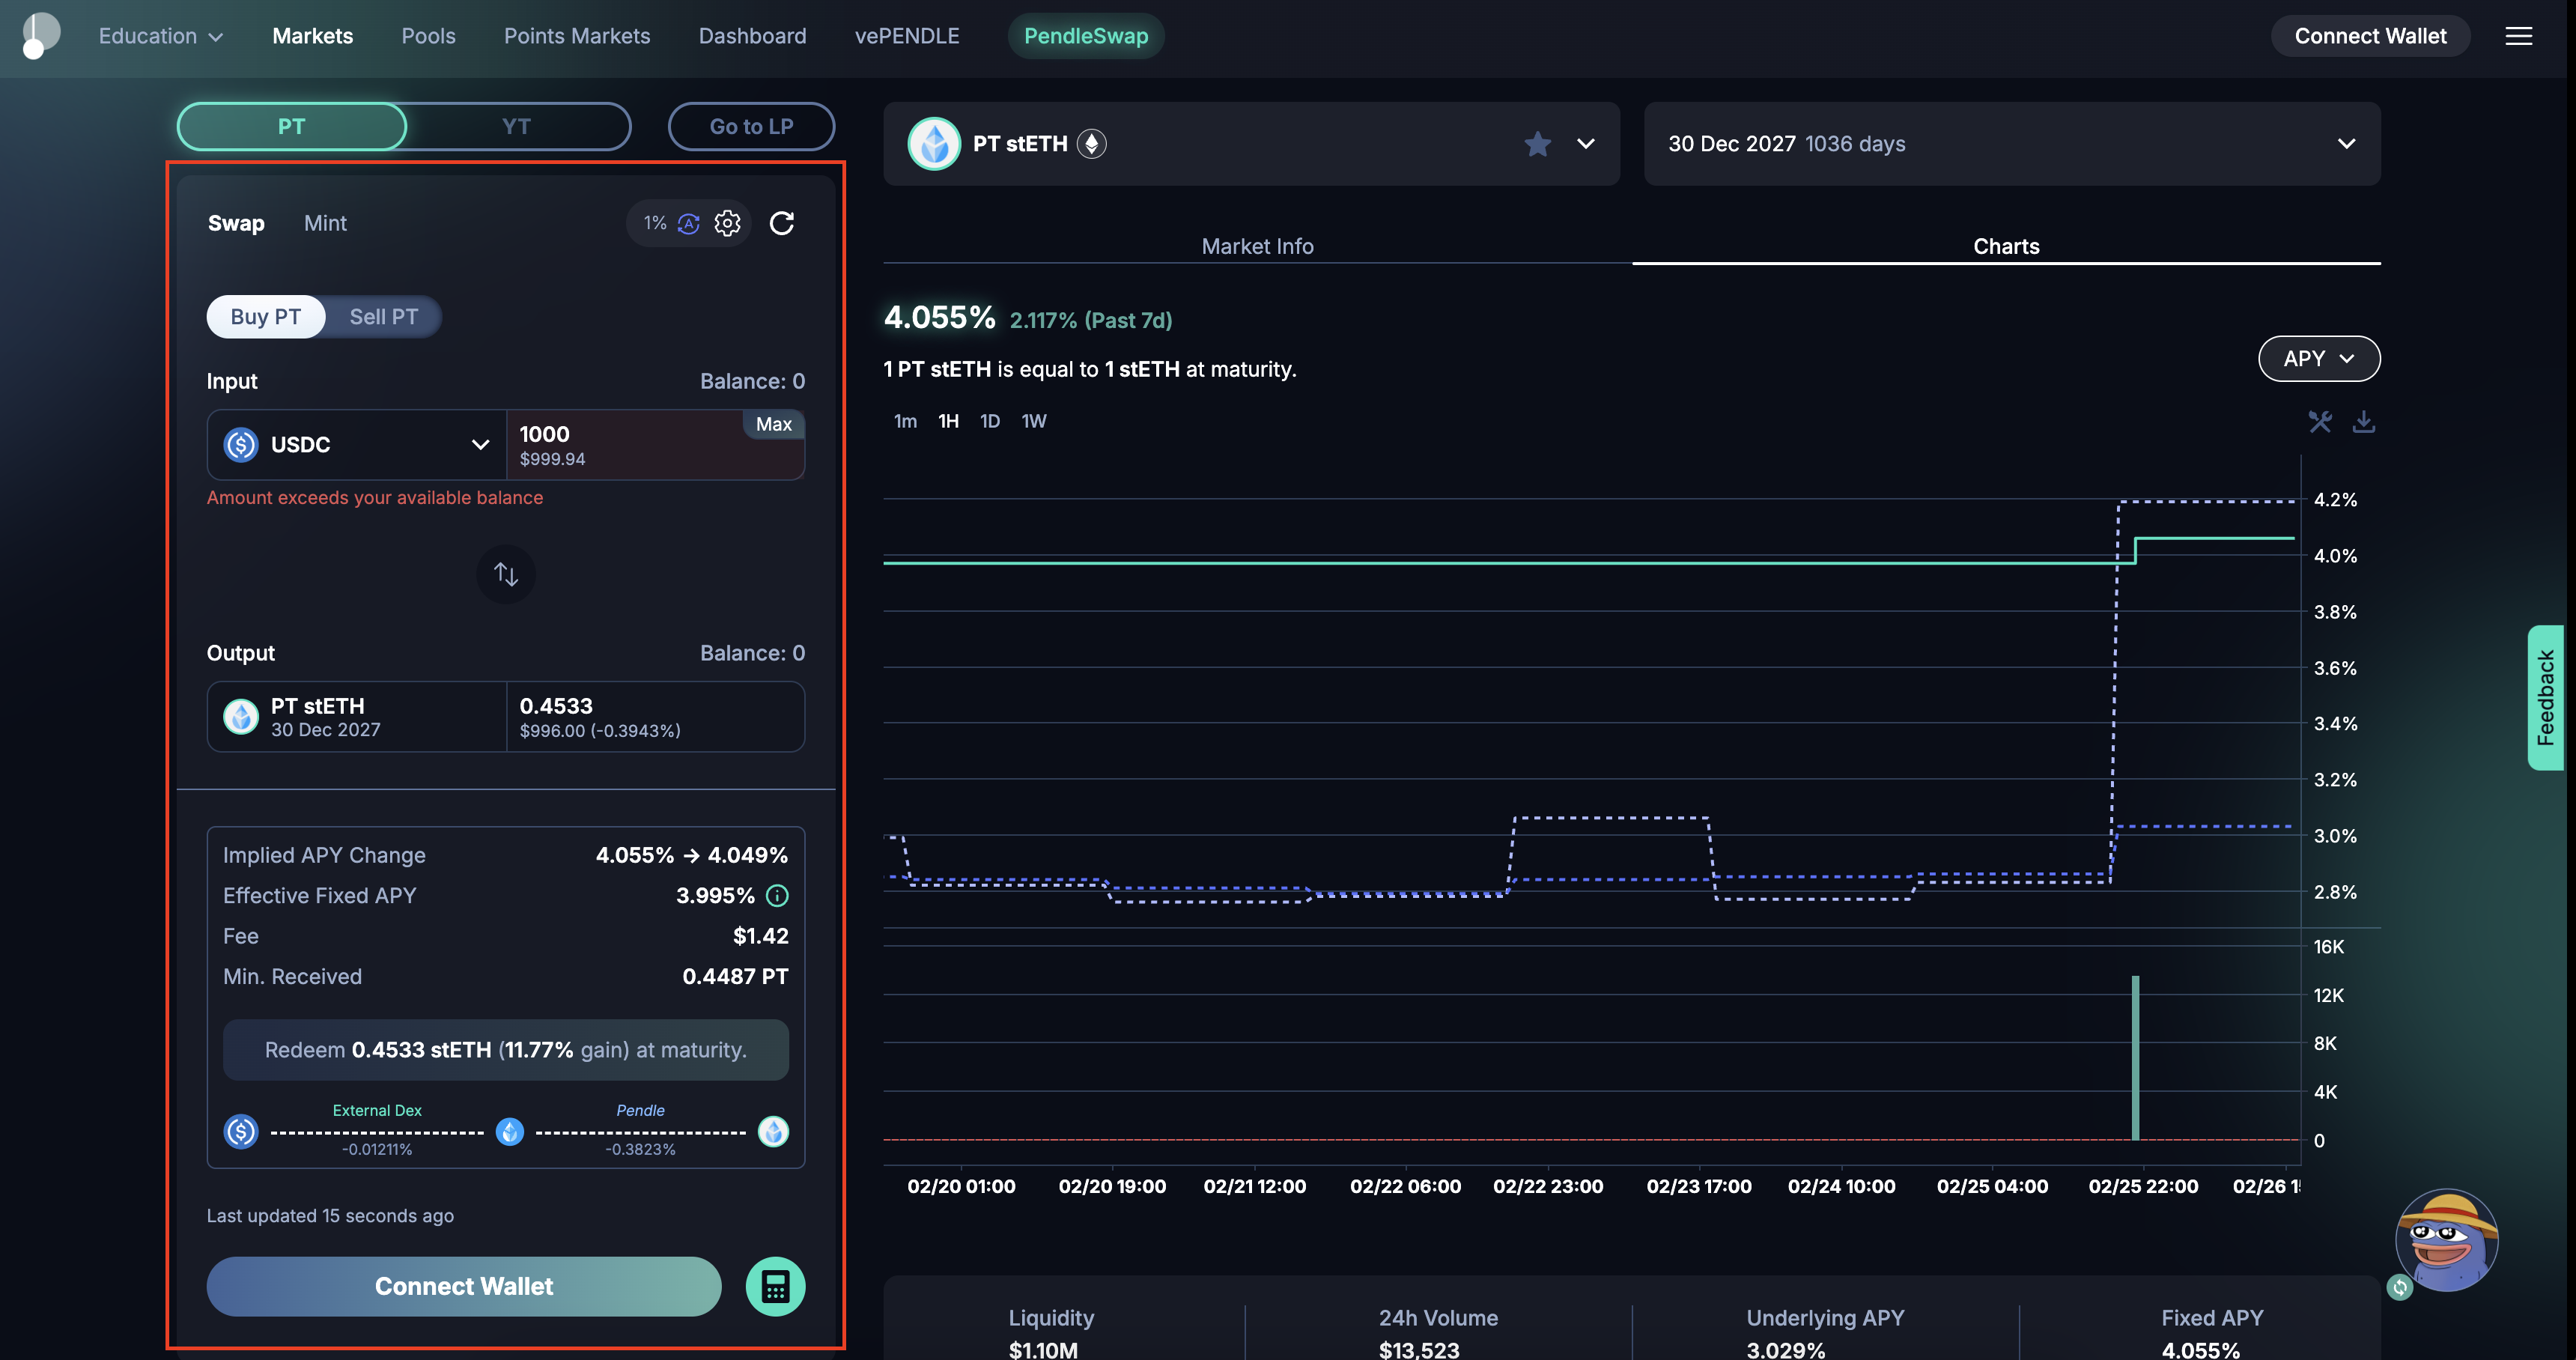 Education Markets Pools Points Markets Dashboard vePENDLE PendleSwap Connect Wallet
PT YT Go to LP
Swap Mint 1%
Buy PT Sell PT
Input Balance: 0
USDC 1000 Max
$999.94
Amount exceeds your available balance
Output Balance: 0
PT stETH 0.4533
30 Dec 2027 $996.00 (-0.3943%)
Implied APY Change 4.055% → 4.049%
Effective Fixed APY 3.995%
Fee $1.42
Min. Received 0.4487 PT
Redeem 0.4533 stETH (11.77% gain) at maturity.
External Dex Pendle
-0.01211% -0.3823%
Last updated 15 seconds ago
Connect Wallet
PT stETH
30 Dec 2027 1036 days
Market Info Charts
4.055% 2.117% (Past 7d)
1 PT stETH is equal to 1 stETH at maturity.
APY
1m 1H 1D 1W
4.2%
4.0%
3.8%
3.6%
3.4%
3.2%
3.0%
2.8%
16K
12K
8K
4K
0
02/20 01:00 02/20 19:00 02/21 12:00 02/22 06:00 02/22 23:00 02/23 17:00 02/24 10:00 02/25 04:00 02/25 22:00 02/26
Feedback
Liquidity 24h Volume Underlying APY Fixed APY
$1.10M $13,523 3.029% 4.055%